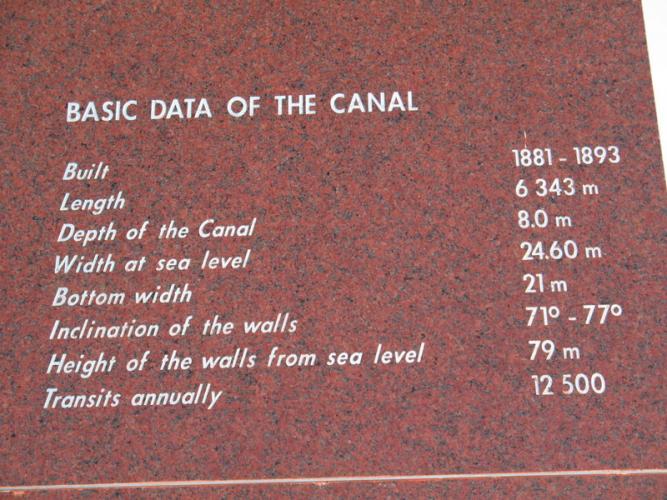 BASIC DATA OF THE CANAL
Built 1881 - 1893
Length 6 343 m
Depth of the Canal 8.0 m
Width at sea level 24.60 m
Bottom width 21 m
Inclination of the walls 71° - 77°
Height of the walls from sea level 79 m
Transits annually 12 500